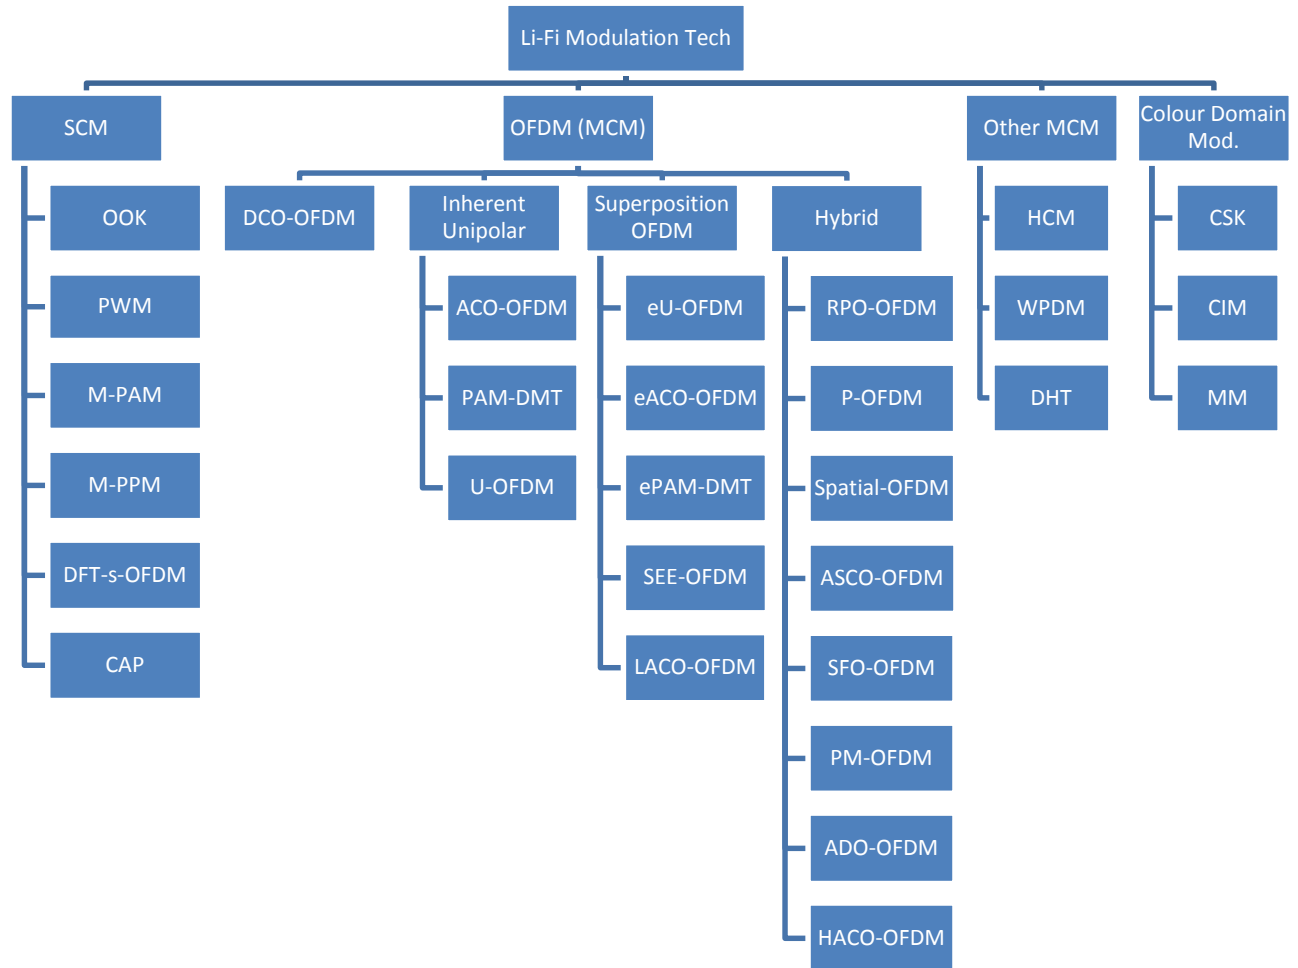 Li-Fi Modulation Tech
SCM
OFDM (MCM)
Other MCM
Colour Domain
Mod.
OOK
PWM
M-PAM
M-PPM
DFT-s-OFDM
CAP
DCO-OFDM
Inherent
Unipolar
ACO-OFDM
PAM-DMT
U-OFDM
Superposition
OFDM
eU-OFDM
eACO-OFDM
ePAM-DMT
SEE-OFDM
LACO-OFDM
Hybrid
RPO-OFDM
P-OFDM
Spatial-OFDM
ASCO-OFDM
SFO-OFDM
PM-OFDM
ADO-OFDM
HACO-OFDM
HCM
WPDM
DHT
CSK
CIM
MM